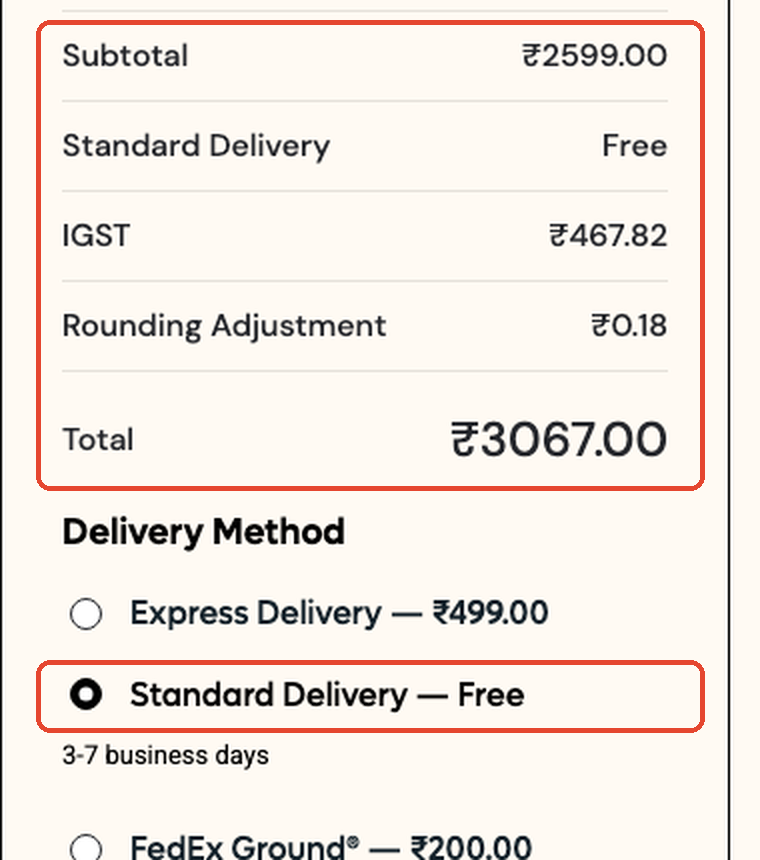 Subtotal ₹2599.00
Standard Delivery Free
IGST ₹467.82
Rounding Adjustment ₹0.18
Total ₹3067.00
Delivery Method
Express Delivery — ₹499.00
Standard Delivery — Free
3-7 business days
FedEx Ground® — ₹200.00